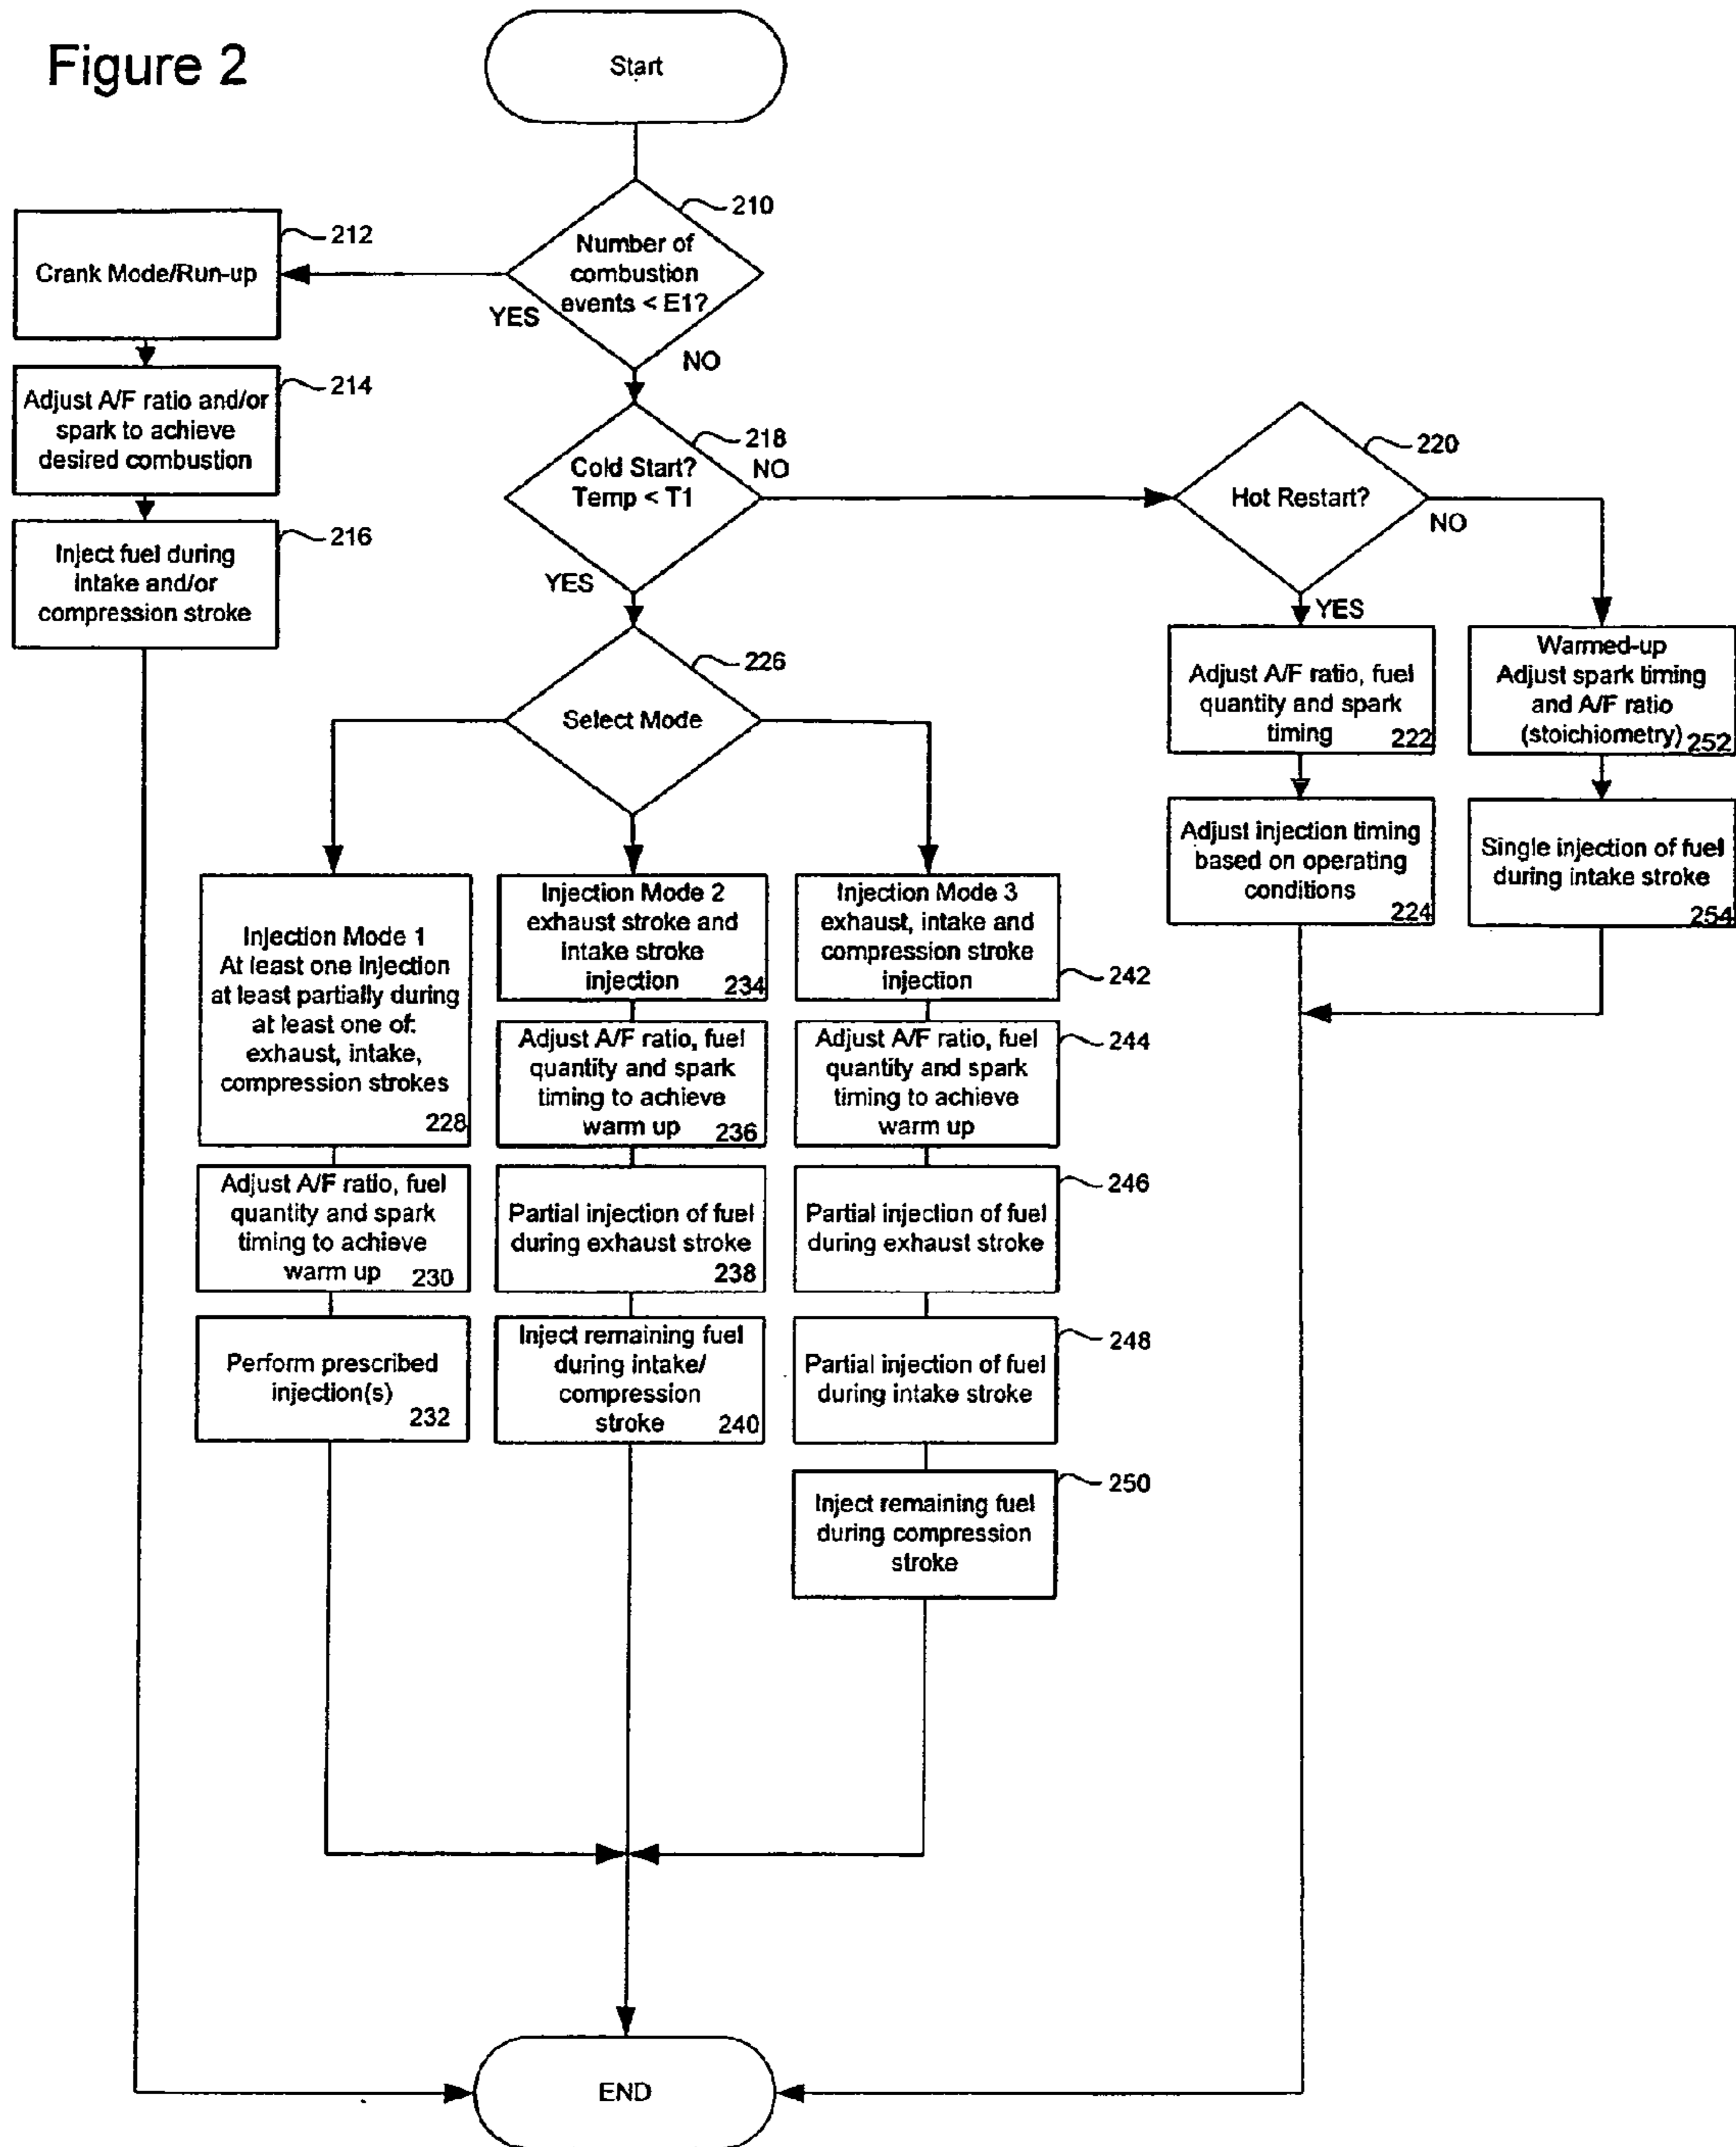 Figure 2
Start
210
Number of
combustion
events < E1?
YES
NO
212
Crank Mode/Run-up
214
Adjust A/F ratio and/or
spark to achieve
desired combustion
216
Inject fuel during
intake and/or
compression stroke
218
Cold Start?
Temp < T1
NO
YES
220
Hot Restart?
NO
YES
226
Select Mode
Adjust A/F ratio, fuel
quantity and spark
timing
222
Warmed-up
Adjust spark timing
and A/F ratio
(stoichiometry)
252
Adjust injection timing
based on operating
conditions
224
Single injection of fuel
during intake stroke
254
Injection Mode 1
At least one injection
at least partially during
at least one of:
exhaust, intake,
compression strokes
228
Adjust A/F ratio, fuel
quantity and spark
timing to achieve
warm up
230
Perform prescribed
injection(s)
232
Injection Mode 2
exhaust stroke and
intake stroke
injection
234
Adjust A/F ratio, fuel
quantity and spark
timing to achieve
warm up
236
Partial injection of fuel
during exhaust stroke
238
Inject remaining fuel
during intake/
compression
stroke
240
Injection Mode 3
exhaust, intake and
compression stroke
injection
242
Adjust A/F ratio, fuel
quantity and spark
timing to achieve
warm up
244
Partial injection of fuel
during exhaust stroke
246
Partial injection of fuel
during intake stroke
248
Inject remaining fuel
during compression
stroke
250
END